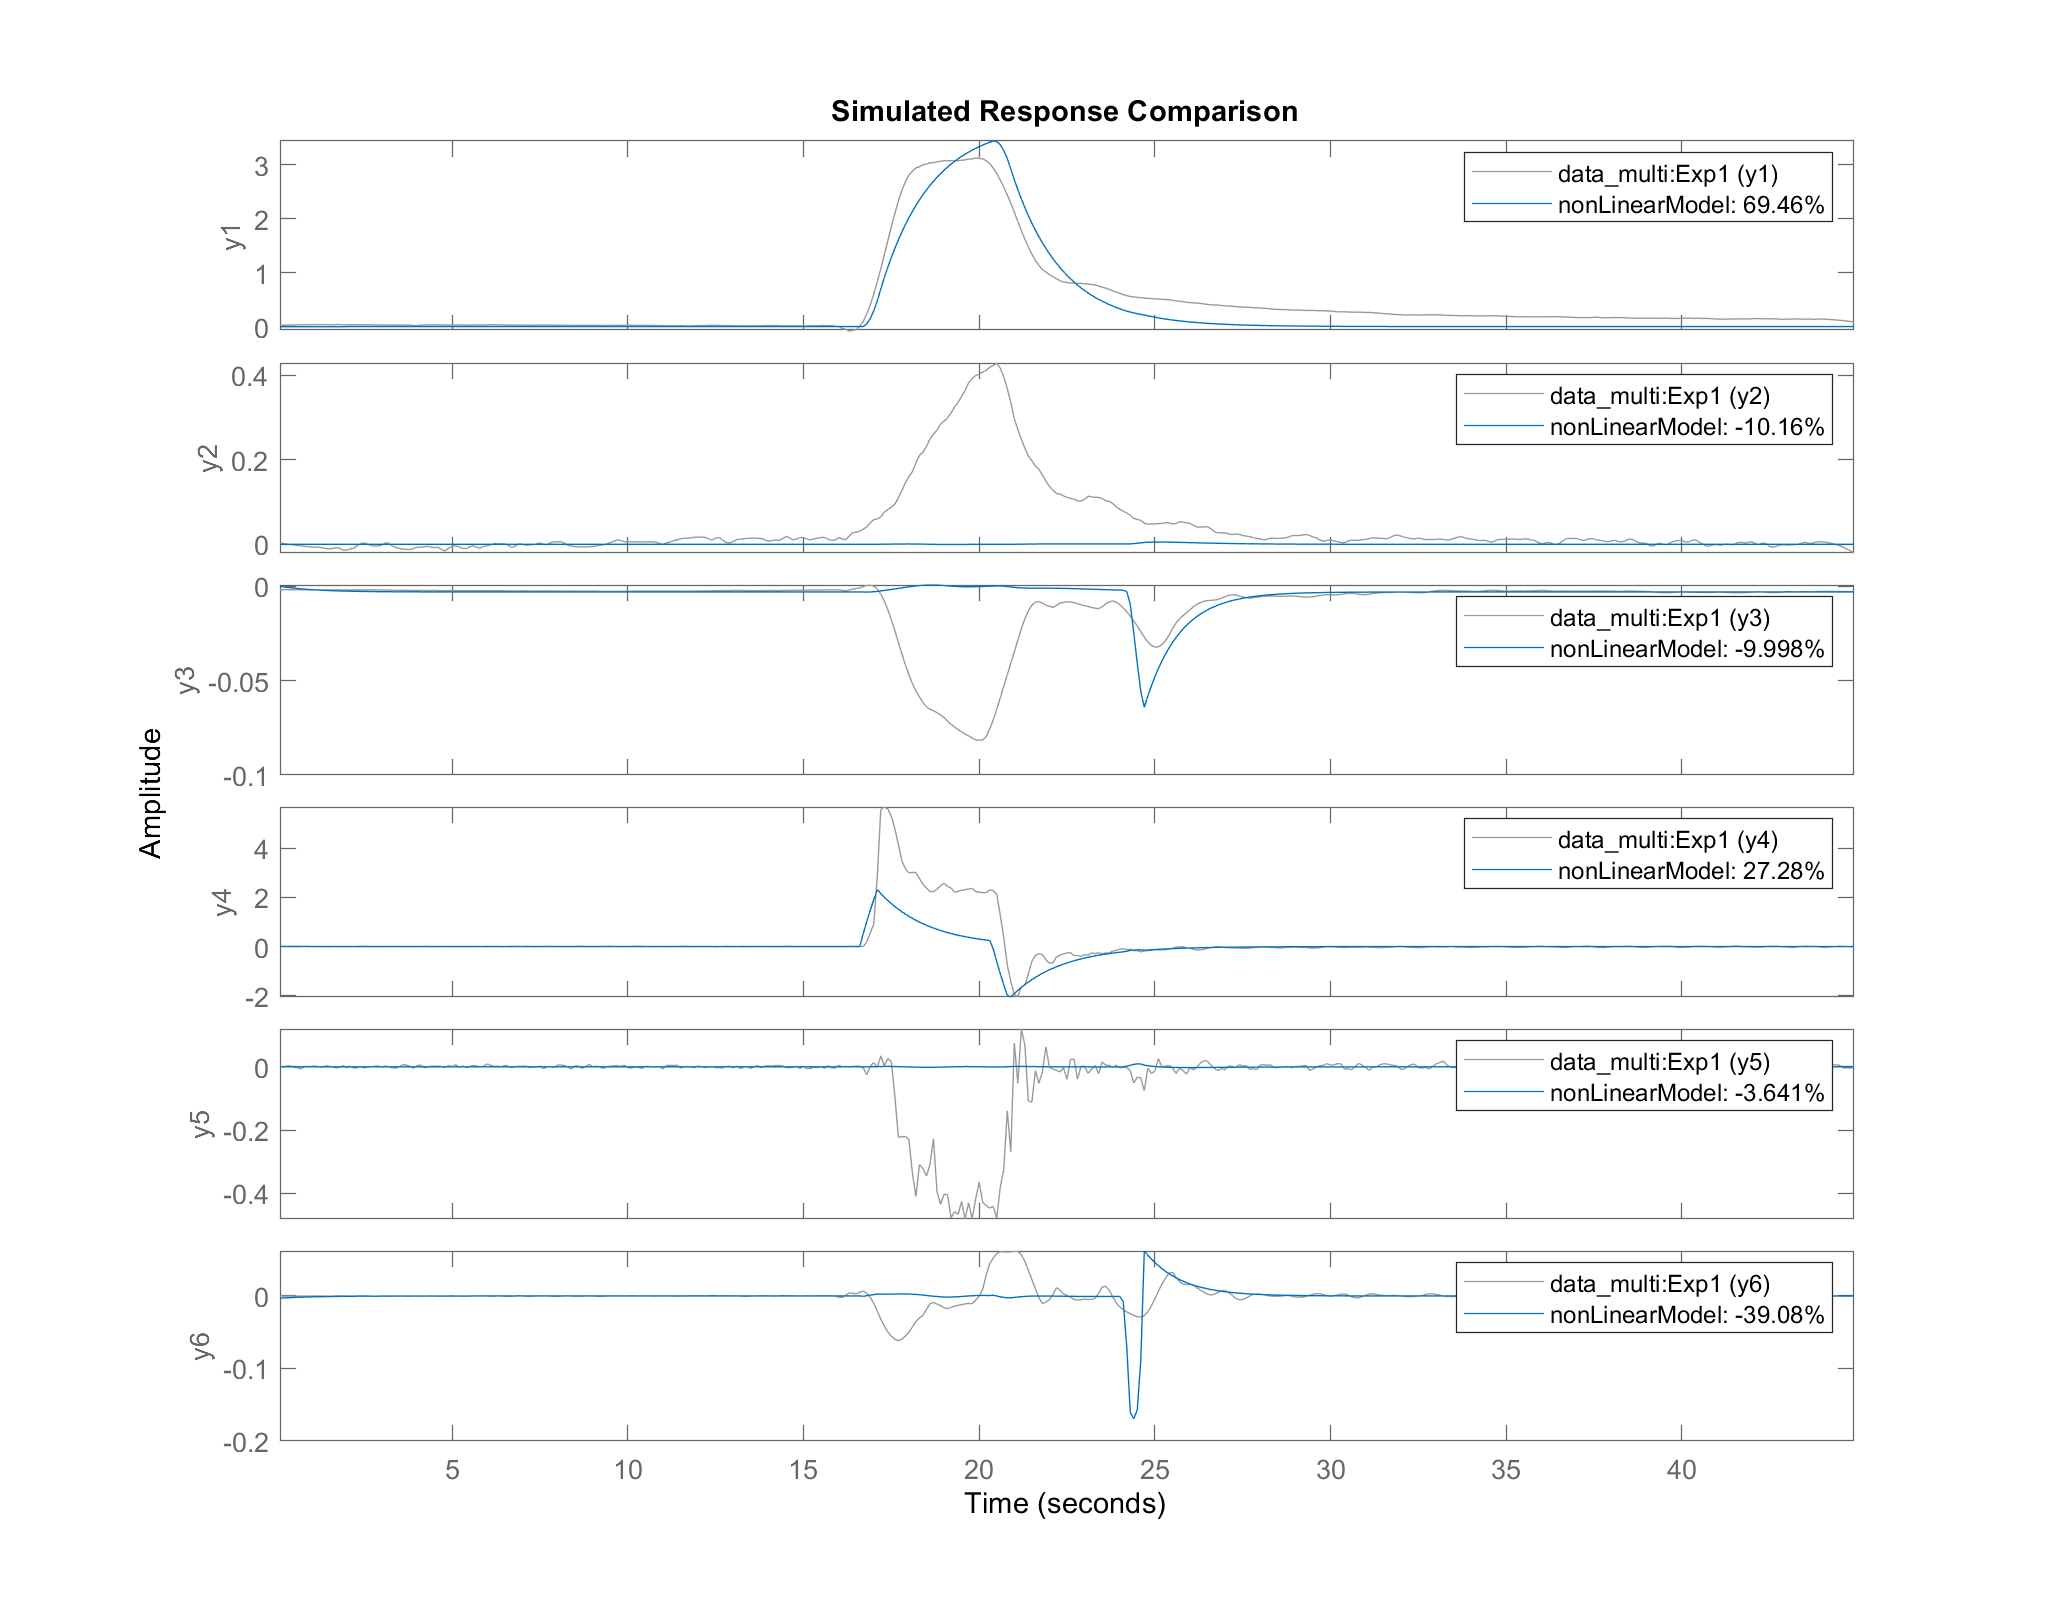 Simulated Response Comparison
3
2
1
0
y1
data_multi:Exp1 (y1)
nonLinearModel: 69.46%
0.4
0.2
0
y2
data_multi:Exp1 (y2)
nonLinearModel: -10.16%
0
-0.05
-0.1
y3
data_multi:Exp1 (y3)
nonLinearModel: -9.998%
Amplitude
4
2
0
-2
y4
data_multi:Exp1 (y4)
nonLinearModel: 27.28%
0
-0.2
-0.4
y5
data_multi:Exp1 (y5)
nonLinearModel: -3.641%
0
-0.1
-0.2
y6
data_multi:Exp1 (y6)
nonLinearModel: -39.08%
5 10 15 20 25 30 35 40
Time (seconds)